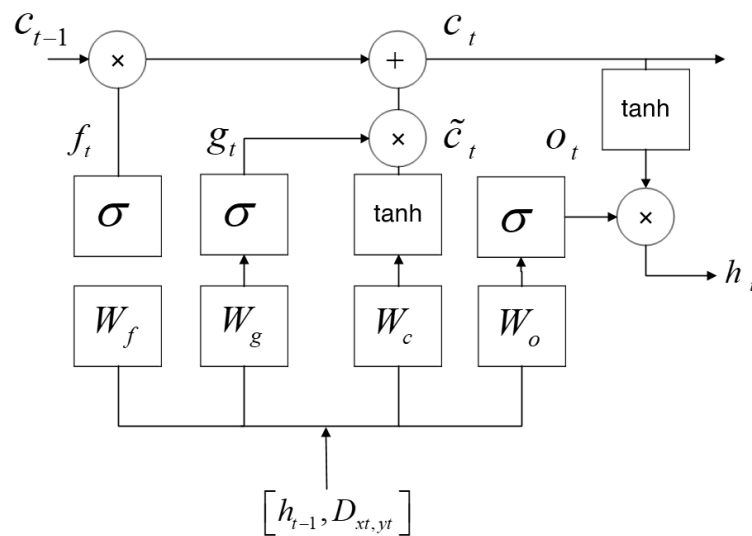 c_{t-1} c_t
× +
tanh
f_t g_t × c̃_t o_t
σ σ tanh σ ×
h_t
W_f W_g W_c W_o
[h_{t-1}, D_{xt,yt}]